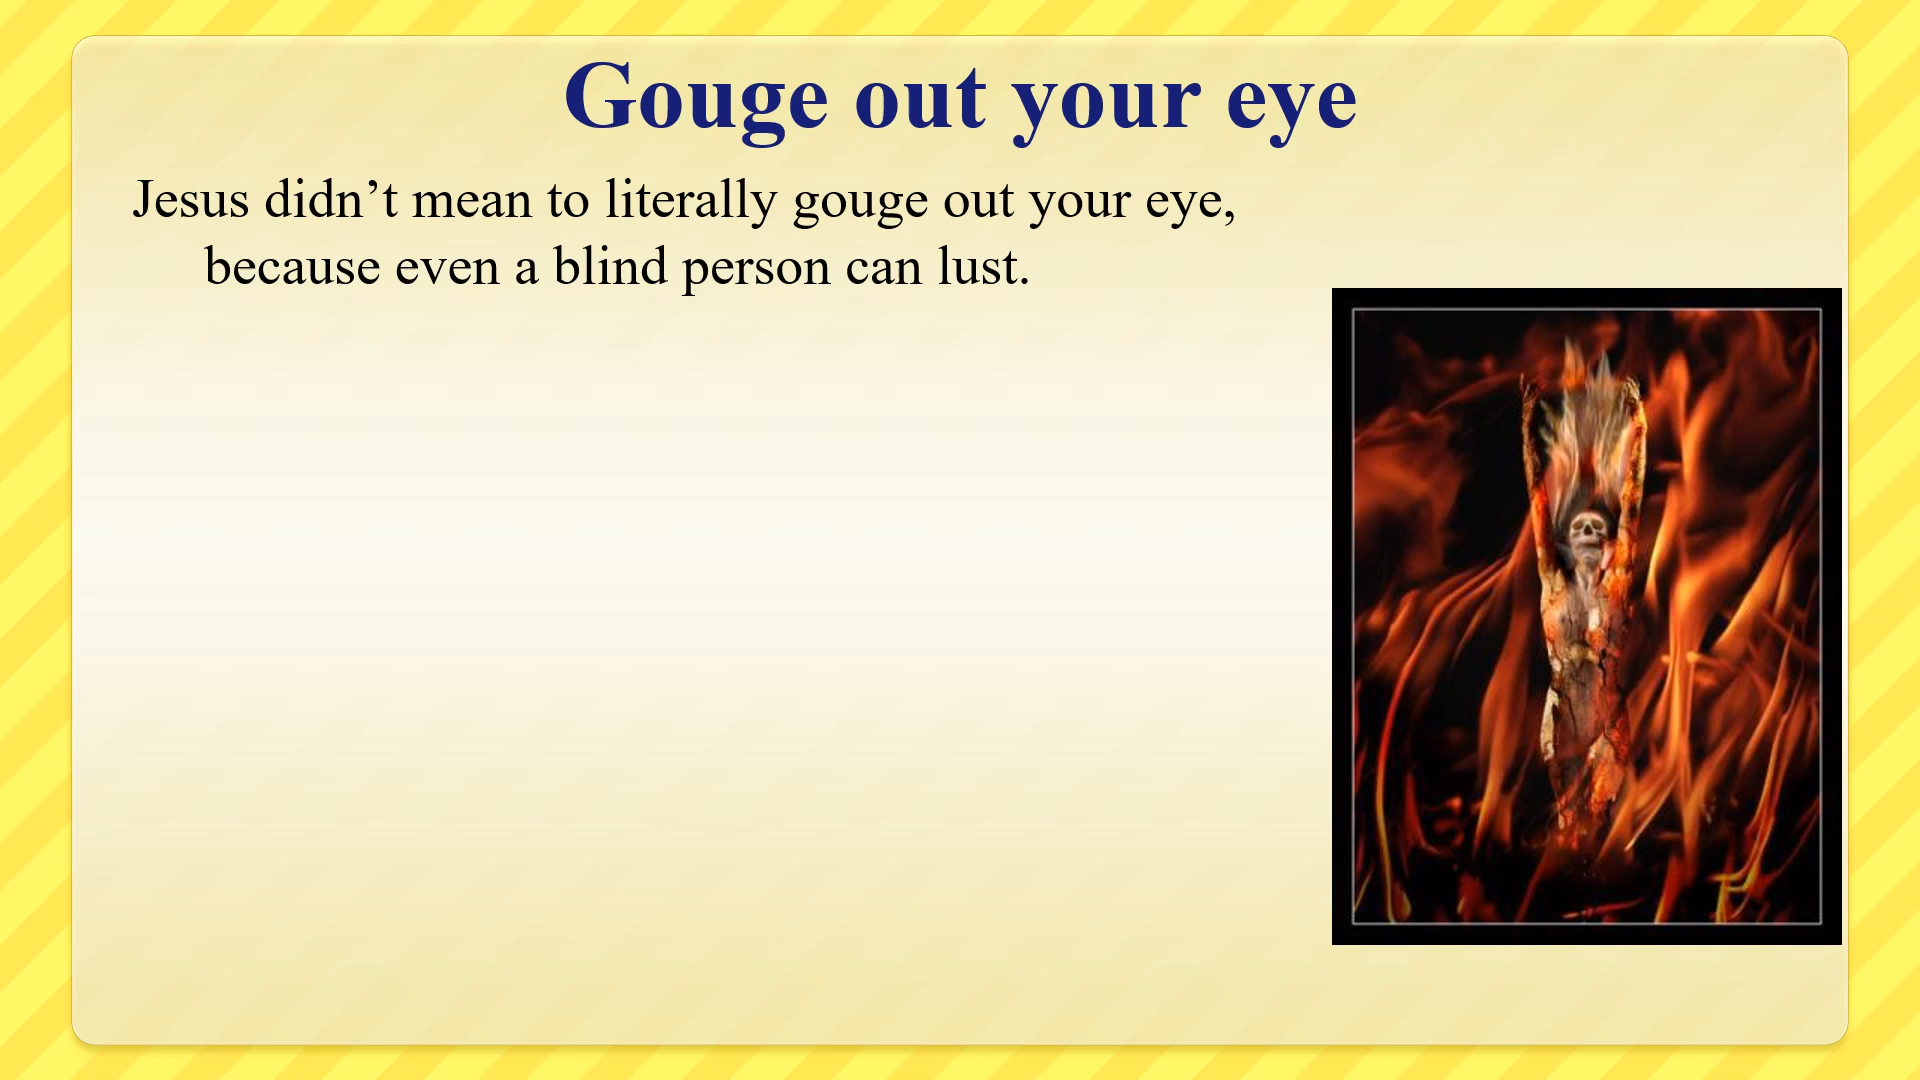 Gouge out your eye
Jesus didn’t mean to literally gouge out your eye,
because even a blind person can lust.